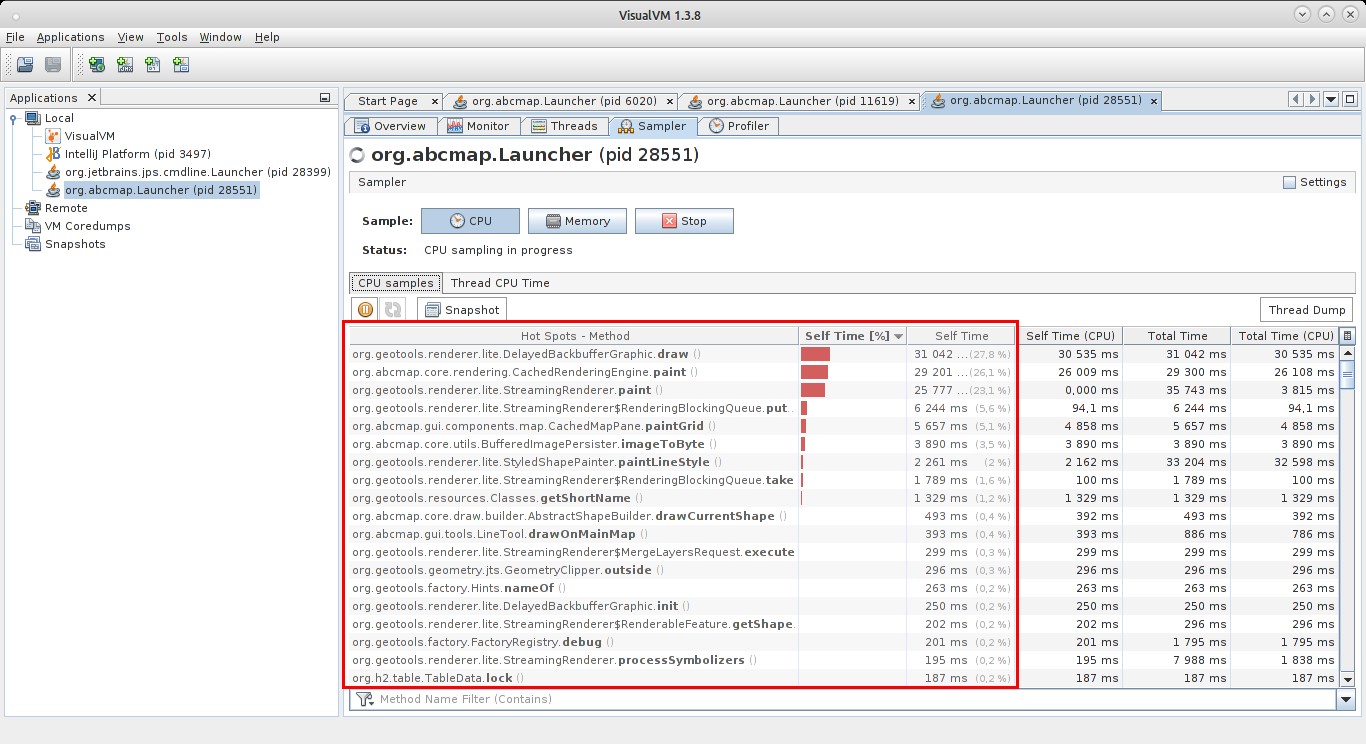 VisualVM 1.3.8
File Applications View Tools Window Help
Applications
Local
VisualVM
IntelliJ Platform (pid 3497)
org.jetbrains.jps.cmdline.Launcher (pid 28399)
org.abcmap.Launcher (pid 28551)
Remote
VM Coredumps
Snapshots
Start Page org.abcmap.Launcher (pid 6020) org.abcmap.Launcher (pid 11619) org.abcmap.Launcher (pid 28551)
Overview Monitor Threads Sampler Profiler
org.abcmap.Launcher (pid 28551)
Sampler Settings
Sample: CPU Memory Stop
Status: CPU sampling in progress
CPU samples Thread CPU Time
Snapshot Thread Dump
Hot Spots - Method Self Time [%] Self Time Self Time (CPU) Total Time Total Time (CPU)
org.geotools.renderer.lite.DelayedBackbufferGraphic.draw () 31 042 ... (27,8 %) 30 535 ms 31 042 ms 30 535 ms
org.abcmap.core.rendering.CachedRenderingEngine.paint () 29 201 ... (26,1 %) 26 009 ms 29 300 ms 26 108 ms
org.geotools.renderer.lite.StreamingRenderer.paint () 25 777 ... (23,1 %) 0,000 ms 35 743 ms 3 815 ms
org.geotools.renderer.lite.StreamingRenderer$RenderingBlockingQueue.put.. 6 244 ms (5,6 %) 94,1 ms 6 244 ms 94,1 ms
org.abcmap.gui.components.map.CachedMapPane.paintGrid () 5 657 ms (5,1 %) 4 858 ms 5 657 ms 4 858 ms
org.abcmap.core.utils.BufferedImagePersister.imageToByte () 3 890 ms (3,5 %) 3 890 ms 3 890 ms 3 890 ms
org.geotools.renderer.lite.StyledShapePainter.paintLineStyle () 2 261 ms (2 %) 2 162 ms 33 204 ms 32 598 ms
org.geotools.renderer.lite.StreamingRenderer$RenderingBlockingQueue.take 1 789 ms (1,6 %) 100 ms 1 789 ms 100 ms
org.geotools.resources.Classes.getShortName () 1 329 ms (1,2 %) 1 329 ms 1 329 ms 1 329 ms
org.abcmap.core.draw.builder.AbstractShapeBuilder.drawCurrentShape () 493 ms (0,4 %) 392 ms 493 ms 392 ms
org.abcmap.gui.tools.LineTool.drawOnMainMap () 393 ms (0,4 %) 393 ms 886 ms 786 ms
org.geotools.renderer.lite.StreamingRenderer$MergeLayersRequest.execute 299 ms (0,3 %) 299 ms 299 ms 299 ms
org.geotools.geometry.jts.GeometryClipper.outside () 296 ms (0,3 %) 296 ms 296 ms 296 ms
org.geotools.factory.Hints.nameOf () 263 ms (0,2 %) 263 ms 263 ms 263 ms
org.geotools.renderer.lite.DelayedBackbufferGraphic.init () 250 ms (0,2 %) 250 ms 250 ms 250 ms
org.geotools.renderer.lite.StreamingRenderer$RenderableFeature.getShape. 202 ms (0,2 %) 202 ms 296 ms 296 ms
org.geotools.factory.FactoryRegistry.debug () 201 ms (0,2 %) 201 ms 1 795 ms 1 795 ms
org.geotools.renderer.lite.StreamingRenderer.processSymbolizers () 195 ms (0,2 %) 195 ms 7 988 ms 1 838 ms
org.h2.table.TableData.lock () 187 ms (0,2 %) 187 ms 187 ms 187 ms
Method Name Filter (Contains)